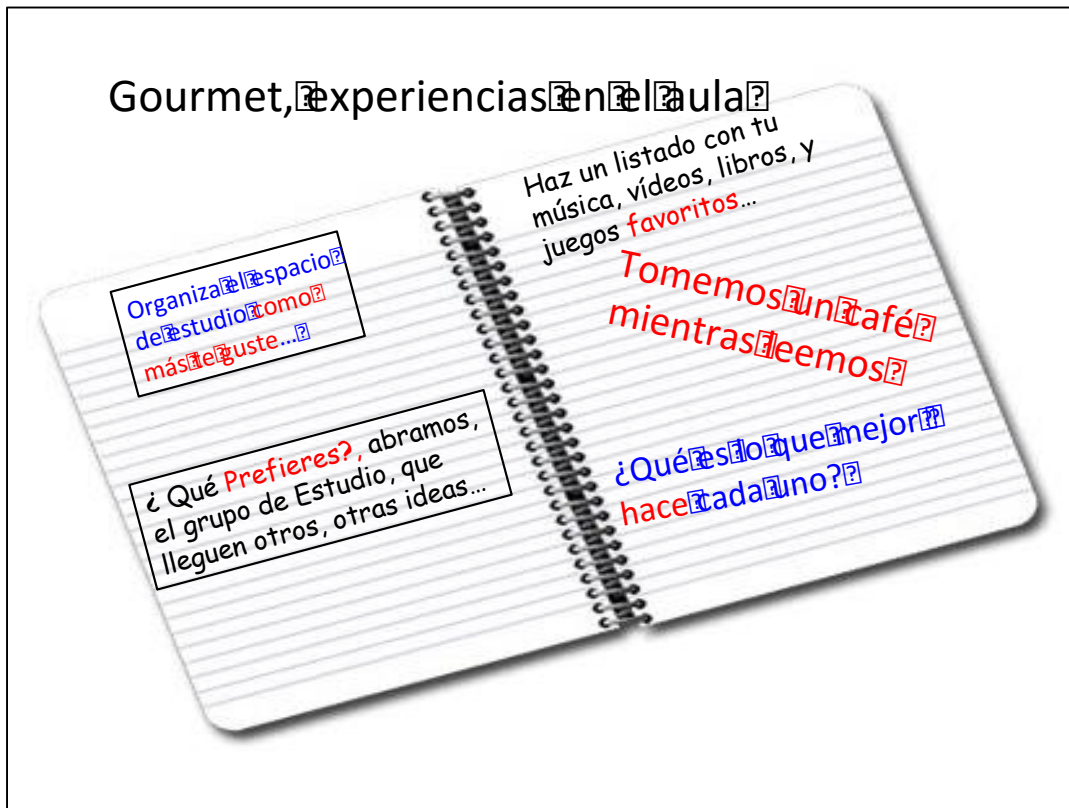 Gourmet, experiencias en el aula
Organiza el espacio
de estudio como
más te guste...
¿ Qué Prefieres?, abramos,
el grupo de Estudio, que
lleguen otros, otras ideas...
Haz un listado con tu
música, vídeos, libros, y
juegos favoritos...
Tomemos un café
mientras leemos
¿Qué es lo que mejor
hace cada uno?